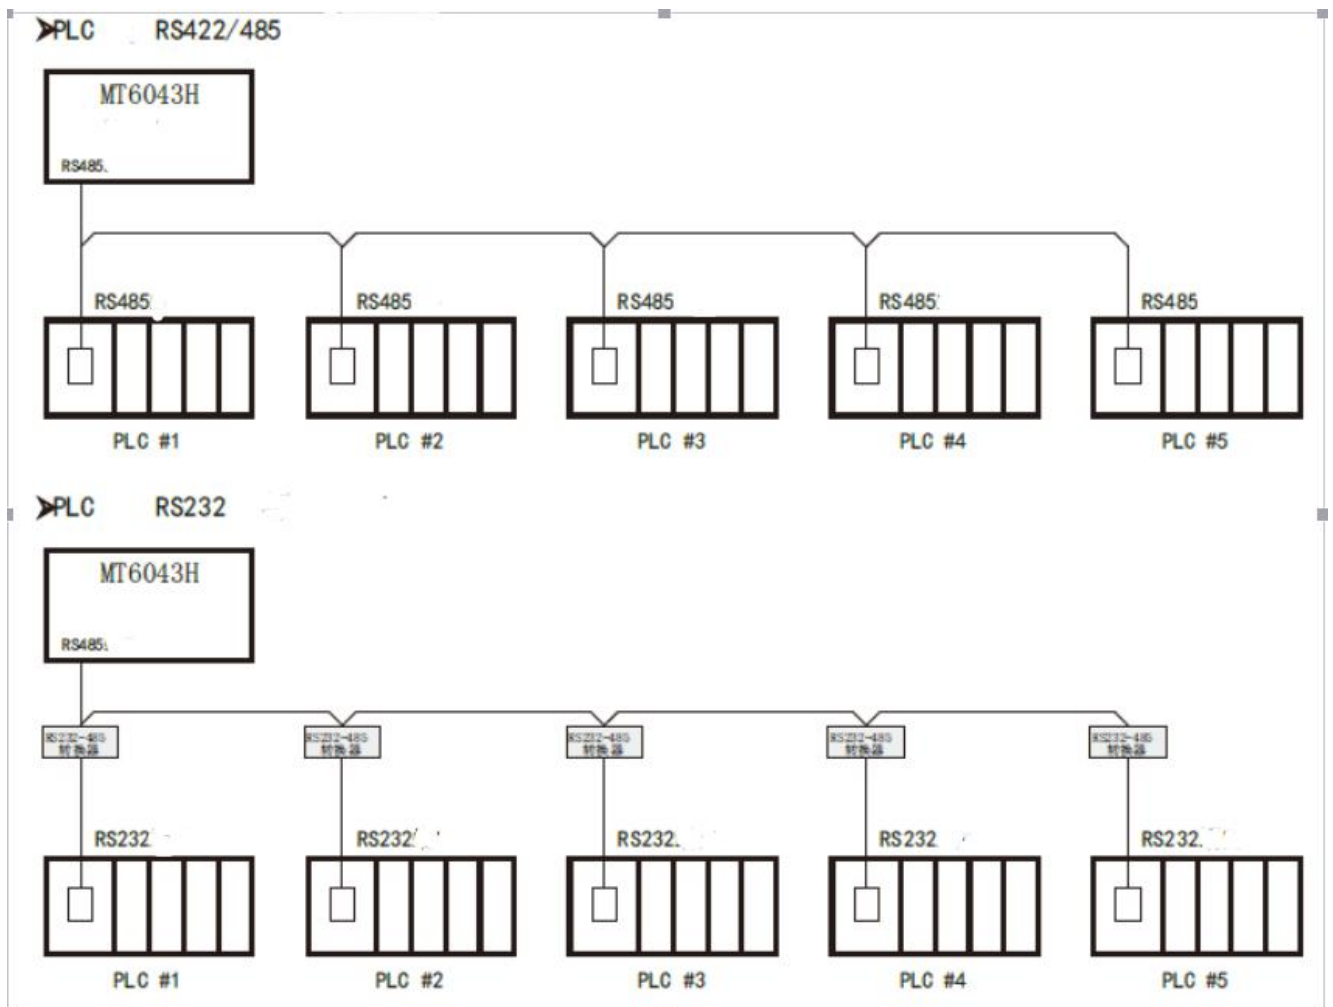 PLC RS422/485
MT6043H
RS485
RS485 RS485 RS485 RS485 RS485
PLC #1 PLC #2 PLC #3 PLC #4 PLC #5
PLC RS232
MT6043H
RS485
RS232-485 RS232-485 RS232-485 RS232-485 RS232-485
转换器 转换器 转换器 转换器 转换器
RS232 RS232 RS232 RS232 RS232
PLC #1 PLC #2 PLC #3 PLC #4 PLC #5